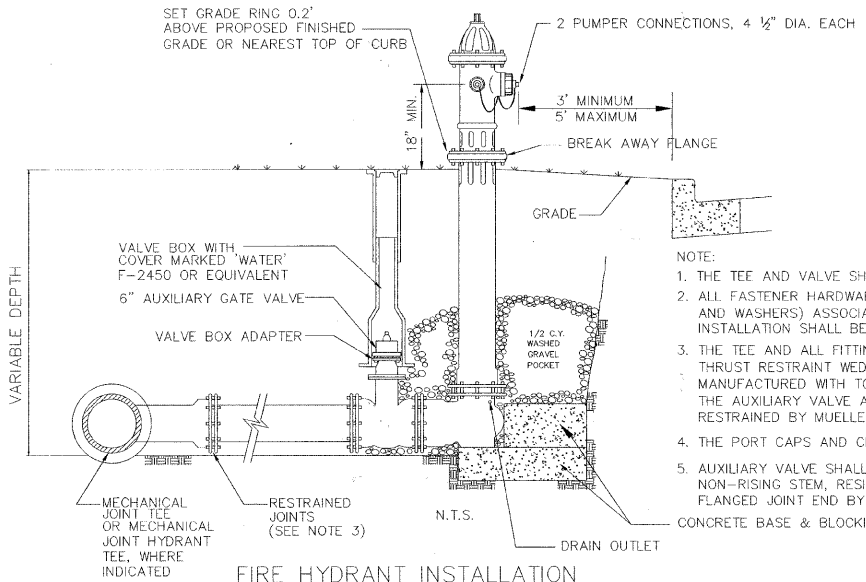 SET GRADE RING 0.2'
ABOVE PROPOSED FINISHED
GRADE OR NEAREST TOP OF CURB
2 PUMPER CONNECTIONS, 4 ½" DIA. EACH
3' MINIMUM
5' MAXIMUM
18" MIN.
BREAK AWAY FLANGE
GRADE
VALVE BOX WITH
COVER MARKED 'WATER'
F-2450 OR EQUIVALENT
6" AUXILIARY GATE VALVE
VALVE BOX ADAPTER
VARIABLE DEPTH
1/2 C.Y.
WASHED
GRAVEL
POCKET
NOTE:
1. THE TEE AND VALVE SH
2. ALL FASTENER HARDWA
AND WASHERS) ASSOCIA
INSTALLATION SHALL BE
3. THE TEE AND ALL FITTIN
THRUST RESTRAINT WED
MANUFACTURED WITH TO
THE AUXILIARY VALVE A
RESTRAINED BY MUELLE
4. THE PORT CAPS AND C
5. AUXILIARY VALVE SHALL
NON-RISING STEM, RESI
FLANGED JOINT END BY
CONCRETE BASE & BLOCKI
MECHANICAL
JOINT TEE
OR MECHANICAL
JOINT HYDRANT
TEE, WHERE
INDICATED
RESTRAINED
JOINTS
(SEE NOTE 3)
N.T.S.
DRAIN OUTLET
FIRE HYDRANT INSTALLATION